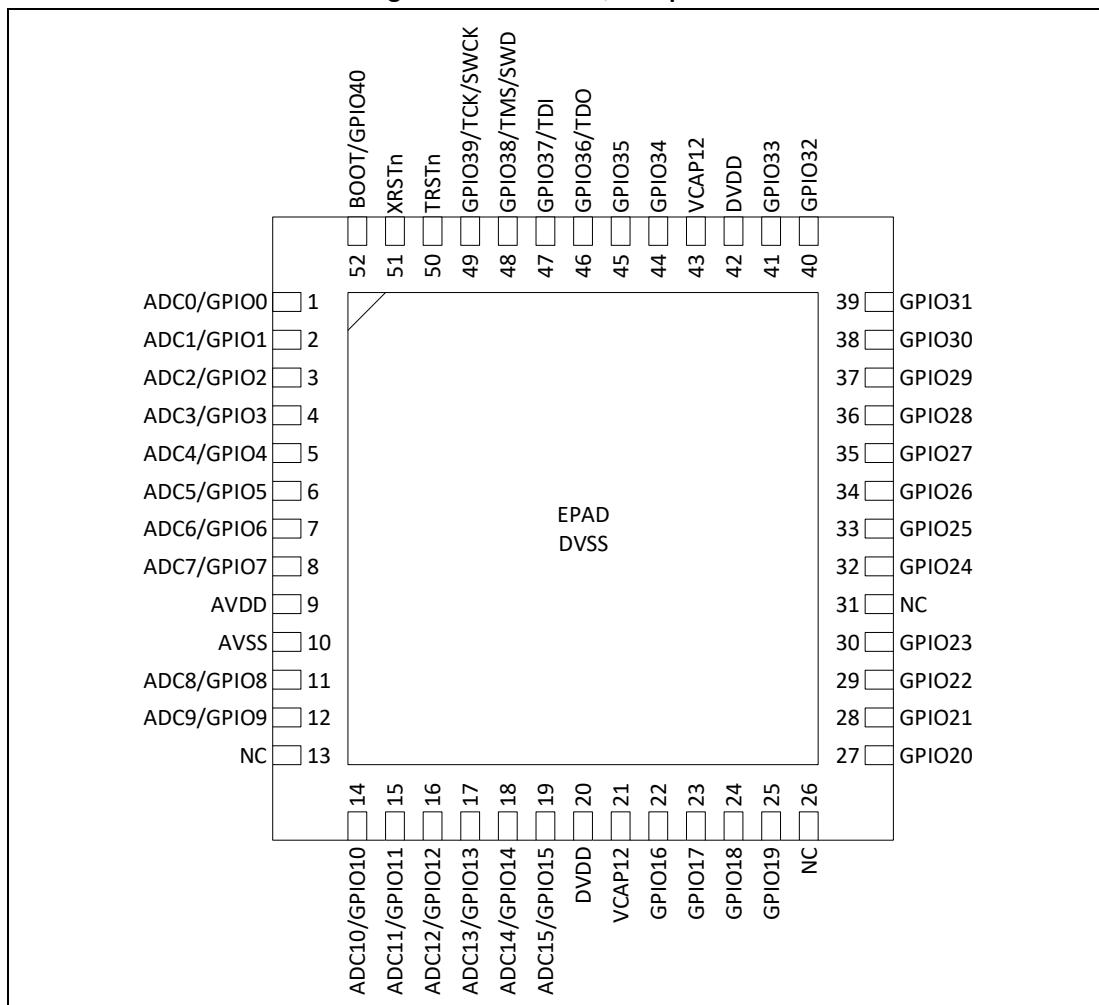 BOOT/GPIO40
XRSTn
TRSTn
GPIO39/TCK/SWCK
GPIO38/TMS/SWD
GPIO37/TDI
GPIO36/TDO
GPIO35
GPIO34
VCAP12
DVDD
GPIO33
GPIO32
52
51
50
49
48
47
46
45
44
43
42
41
40
ADC0/GPIO0 1
ADC1/GPIO1 2
ADC2/GPIO2 3
ADC3/GPIO3 4
ADC4/GPIO4 5
ADC5/GPIO5 6
ADC6/GPIO6 7
ADC7/GPIO7 8
AVDD 9
AVSS 10
ADC8/GPIO8 11
ADC9/GPIO9 12
NC 13
EPAD
DVSS
39 GPIO31
38 GPIO30
37 GPIO29
36 GPIO28
35 GPIO27
34 GPIO26
33 GPIO25
32 GPIO24
31 NC
30 GPIO23
29 GPIO22
28 GPIO21
27 GPIO20
14
15
16
17
18
19
20
21
22
23
24
25
26
ADC10/GPIO10
ADC11/GPIO11
ADC12/GPIO12
ADC13/GPIO13
ADC14/GPIO14
ADC15/GPIO15
DVDD
VCAP12
GPIO16
GPIO17
GPIO18
GPIO19
NC